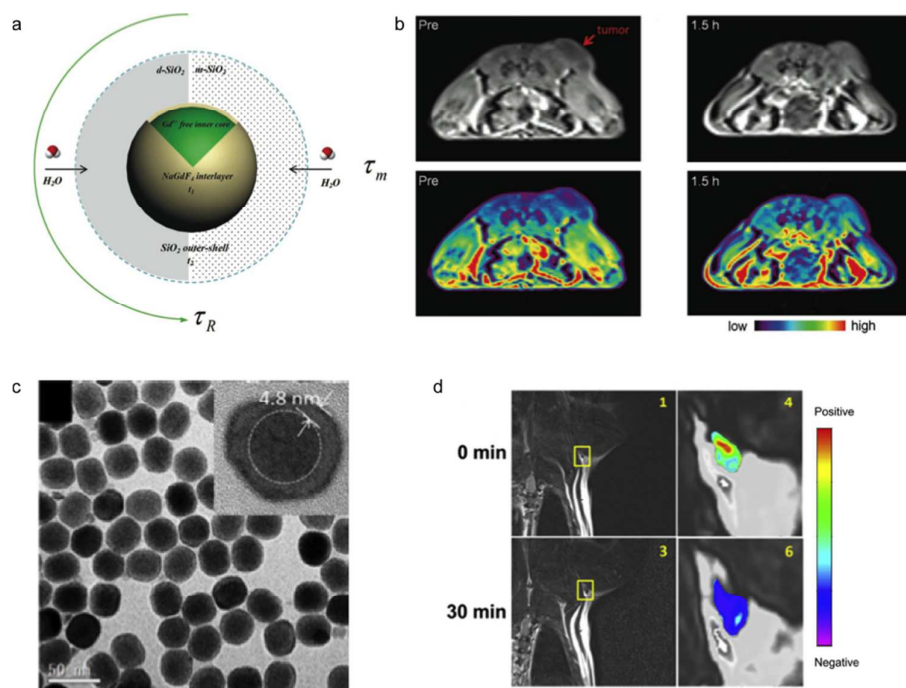 a
d-SiO₂ m-SiO₂
Gd³⁺ free inner core
H₂O
NaGdF₄ interlayer
t₁
H₂O
τm
SiO₂ outer-shell
t₂
τR
b
Pre
tumor
1.5 h
Pre
1.5 h
low
high
c
4.8 nm
50 nm
d
0 min
1
4
30 min
3
6
Positive
Negative